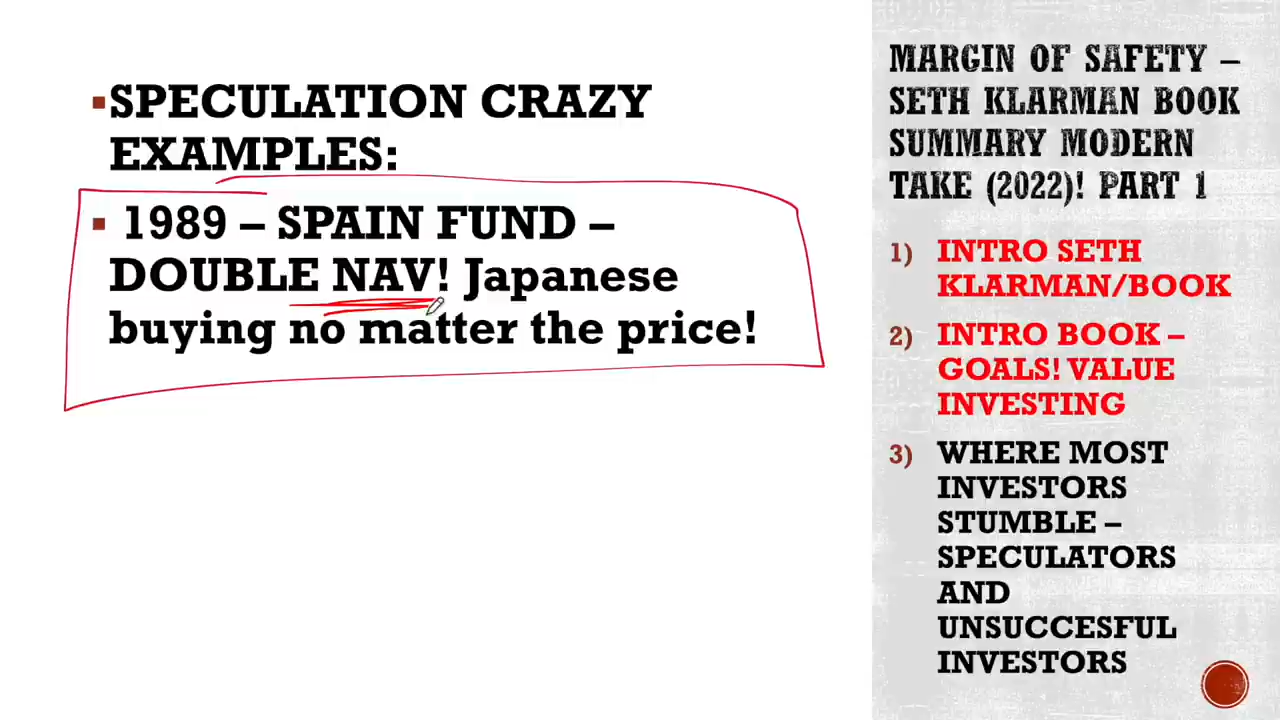 ▪SPECULATION CRAZY
EXAMPLES:
▪ 1989 – SPAIN FUND –
DOUBLE NAV! Japanese
buying no matter the price!
MARGIN OF SAFETY –
SETH KLARMAN BOOK
SUMMARY MODERN
TAKE (2022)! PART 1
1) INTRO SETH
KLARMAN/BOOK
2) INTRO BOOK –
GOALS! VALUE
INVESTING
3) WHERE MOST
INVESTORS
STUMBLE –
SPECULATORS
AND
UNSUCCESFUL
INVESTORS